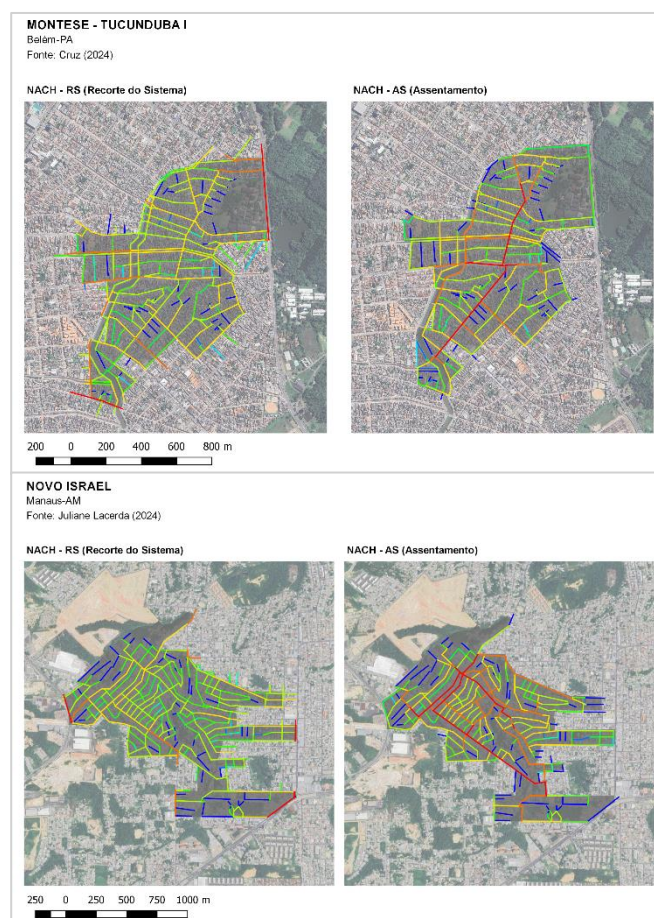 MONTESE - TUCUNDUBA I
Belém-PA
Fonte: Cruz (2024)
NACH - RS (Recorte do Sistema)
NACH - AS (Assentamento)
200 0 200 400 600 800 m
NOVO ISRAEL
Manaus-AM
Fonte: Juliane Lacerda (2024)
NACH - RS (Recorte do Sistema)
NACH - AS (Assentamento)
250 0 250 500 750 1000 m